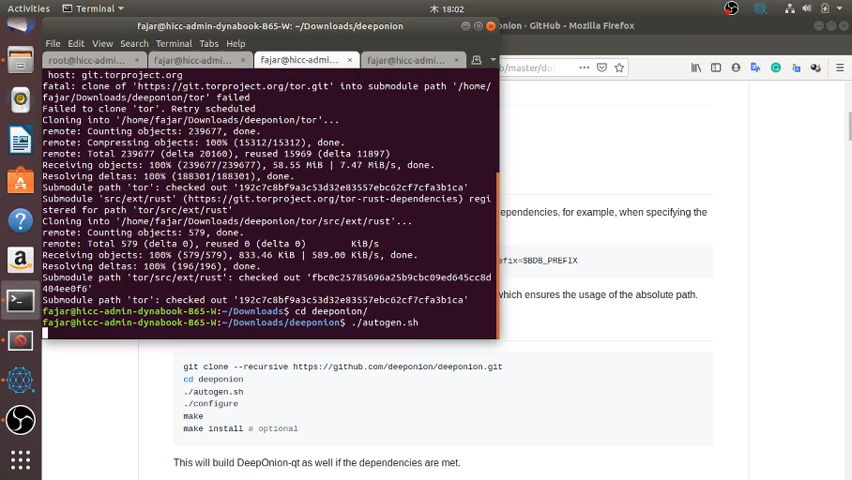 Activities
Terminal
木 18:02
onion - GitHub - Mozilla Firefox
fajar@hicc-admin-dynabook-B65-W: ~/Downloads/deeponion
File Edit View Search Terminal Tabs Help
root@hicc-admi...
fajar@hicc-admi...
fajar@hicc-admi...
fajar@hicc-admi...
b/master/do
host: git.torproject.org
fatal: clone of 'https://git.torproject.org/tor.git' into submodule path '/home/
fajar/Downloads/deeponion/tor' failed
Failed to clone 'tor'. Retry scheduled
Cloning into '/home/fajar/Downloads/deeponion/tor'...
remote: Counting objects: 239677, done.
remote: Compressing objects: 100% (15312/15312), done.
remote: Total 239677 (delta 20160), reused 15969 (delta 11897)
Receiving objects: 100% (239677/239677), 58.55 MiB | 7.47 MiB/s, done.
Resolving deltas: 100% (188301/188301), done.
Submodule path 'tor': checked out '192c7c8bf9a3c53d32e83557ebc62cf7cfa3b1ca'
Submodule 'src/ext/rust' (https://git.torproject.org/tor-rust-dependencies) regi
stered for path 'tor/src/ext/rust'
Cloning into '/home/fajar/Downloads/deeponion/tor/src/ext/rust'...
remote: Counting objects: 579, done.
remote: Total 579 (delta 0), reused 0 (delta 0) KiB/s
Receiving objects: 100% (579/579), 833.46 KiB | 589.00 KiB/s, done.
Resolving deltas: 100% (196/196), done.
Submodule path 'tor/src/ext/rust': checked out 'fbc0c25785696a25b9cbc09ed645cc8d
404ee0f6'
Submodule path 'tor': checked out '192c7c8bf9a3c53d32e83557ebc62cf7cfa3b1ca'
fajar@hicc-admin-dynabook-B65-W:~/Downloads$ cd deeponion/
fajar@hicc-admin-dynabook-B65-W:~/Downloads/deeponion$ ./autogen.sh
ependencies, for example, when specifying the
efix=$BDB_PREFIX
which ensures the usage of the absolute path.
git clone --recursive https://github.com/deeponion/deeponion.git
cd deeponion
./autogen.sh
./configure
make
make install # optional
This will build DeepOnion-qt as well if the dependencies are met.